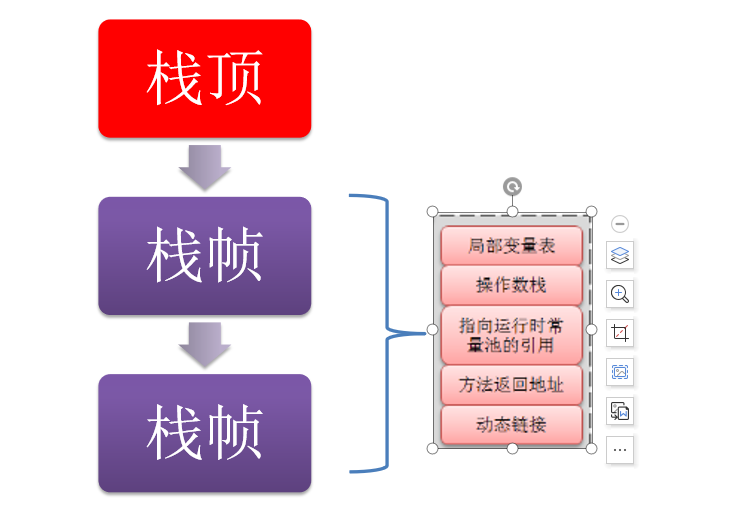 栈顶
栈帧
栈帧
局部变量表
操作数栈
指向运行时常
量池的引用
方法返回地址
动态链接